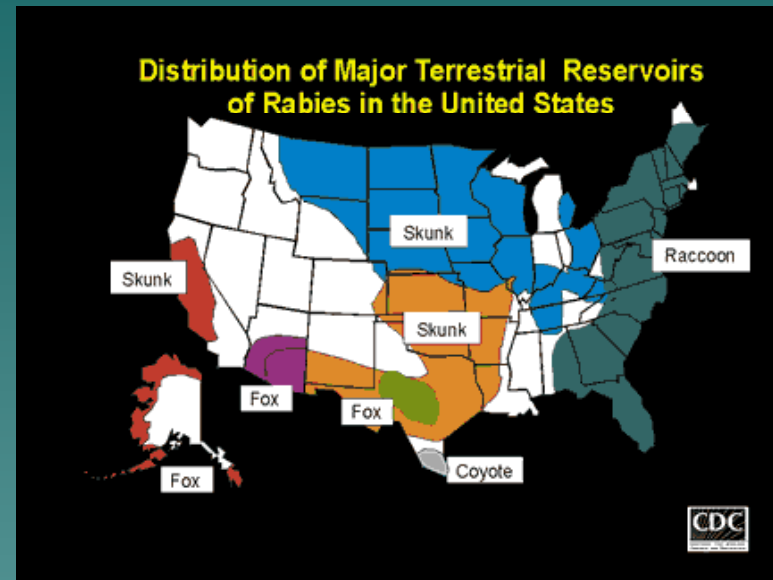 Distribution of Major Terrestrial Reservoirs
of Rabies in the United States
Skunk
Raccoon
Skunk
Skunk
Fox
Fox
Coyote
Fox
CDC